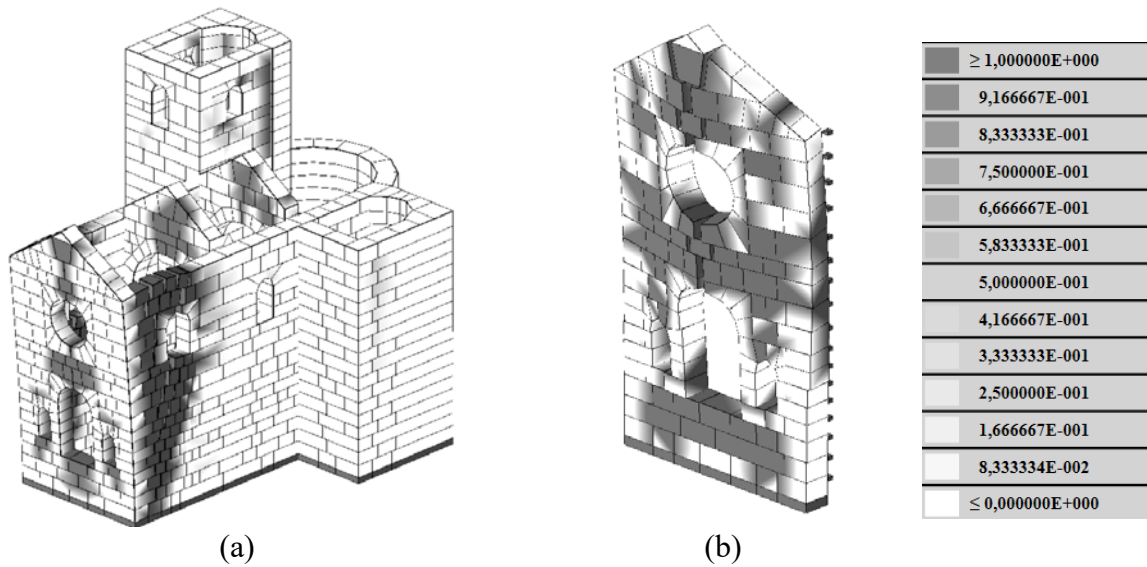 ≥ 1,000000E+000
9,166667E-001
8,333333E-001
7,500000E-001
6,666667E-001
5,833333E-001
5,000000E-001
4,166667E-001
3,333333E-001
2,500000E-001
1,666667E-001
8,333334E-002
≤ 0,000000E+000
(a)
(b)